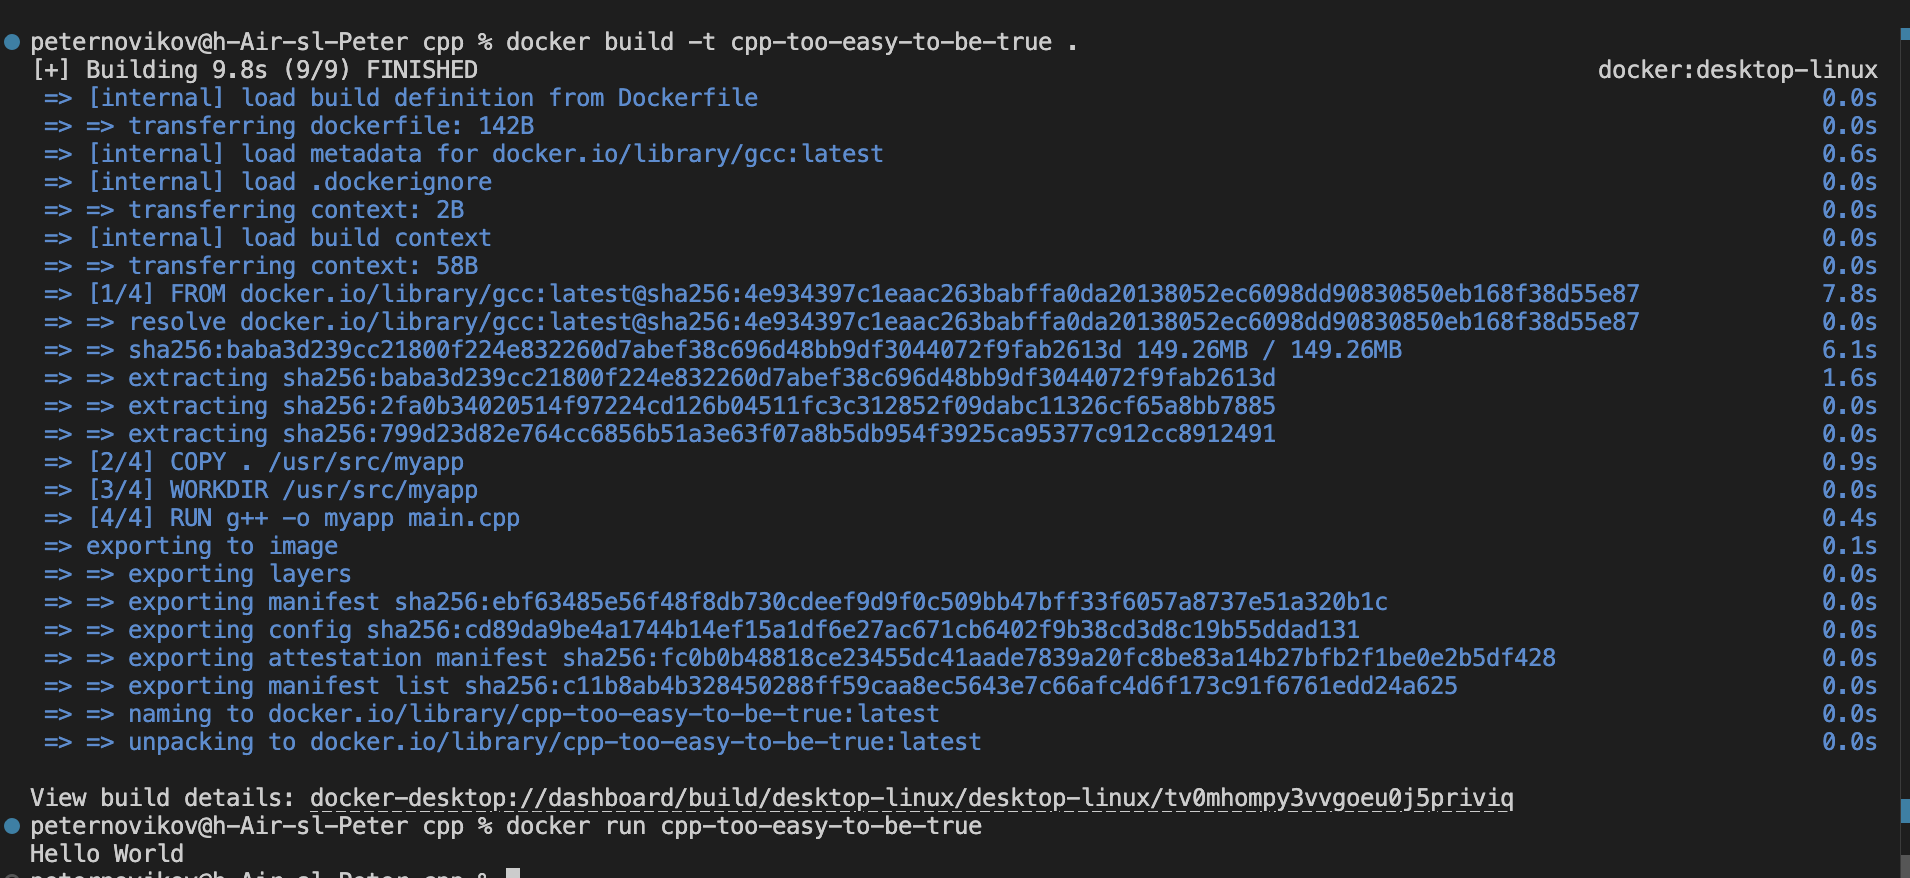 peternovikov@h-Air-sl-Peter cpp % docker build -t cpp-too-easy-to-be-true .
[+] Building 9.8s (9/9) FINISHED docker:desktop-linux
=> [internal] load build definition from Dockerfile 0.0s
=> => transferring dockerfile: 142B 0.0s
=> [internal] load metadata for docker.io/library/gcc:latest 0.6s
=> [internal] load .dockerignore 0.0s
=> => transferring context: 2B 0.0s
=> [internal] load build context 0.0s
=> => transferring context: 58B 0.0s
=> [1/4] FROM docker.io/library/gcc:latest@sha256:4e934397c1eaac263babffa0da20138052ec6098dd90830850eb168f38d55e87 7.8s
=> => resolve docker.io/library/gcc:latest@sha256:4e934397c1eaac263babffa0da20138052ec6098dd90830850eb168f38d55e87 0.0s
=> => sha256:baba3d239cc21800f224e832260d7abef38c696d48bb9df3044072f9fab2613d 149.26MB / 149.26MB 6.1s
=> => extracting sha256:baba3d239cc21800f224e832260d7abef38c696d48bb9df3044072f9fab2613d 1.6s
=> => extracting sha256:2fa0b34020514f97224cd126b04511fc3c312852f09dabc11326cf65a8bb7885 0.0s
=> => extracting sha256:799d23d82e764cc6856b51a3e63f07a8b5db954f3925ca95377c912cc8912491 0.0s
=> [2/4] COPY . /usr/src/myapp 0.9s
=> [3/4] WORKDIR /usr/src/myapp 0.0s
=> [4/4] RUN g++ -o myapp main.cpp 0.4s
=> exporting to image 0.1s
=> => exporting layers 0.0s
=> => exporting manifest sha256:ebf63485e56f48f8db730cdeef9d9f0c509bb47bff33f6057a8737e51a320b1c 0.0s
=> => exporting config sha256:cd89da9be4a1744b14ef15a1df6e27ac671cb6402f9b38cd3d8c19b55ddad131 0.0s
=> => exporting attestation manifest sha256:fc0b0b48818ce23455dc41aade7839a20fc8be83a14b27bfb2f1be0e2b5df428 0.0s
=> => exporting manifest list sha256:c11b8ab4b328450288ff59caa8ec5643e7c66afc4d6f173c91f6761edd24a625 0.0s
=> => naming to docker.io/library/cpp-too-easy-to-be-true:latest 0.0s
=> => unpacking to docker.io/library/cpp-too-easy-to-be-true:latest 0.0s
View build details: docker-desktop://dashboard/build/desktop-linux/desktop-linux/tv0mhompy3vvgoeu0j5priviq
peternovikov@h-Air-sl-Peter cpp % docker run cpp-too-easy-to-be-true
Hello World
peternovikov@h-Air-sl-Peter cpp %